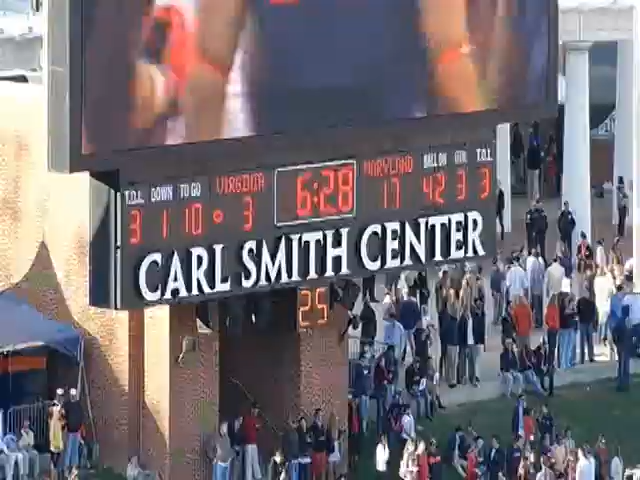 T.O.L. DOWN TO GO VIRGINIA 6:28 MARYLAND BALL ON QTR T.O.L.
3 1 10 3 17 42 3 3
CARL SMITH CENTER
25